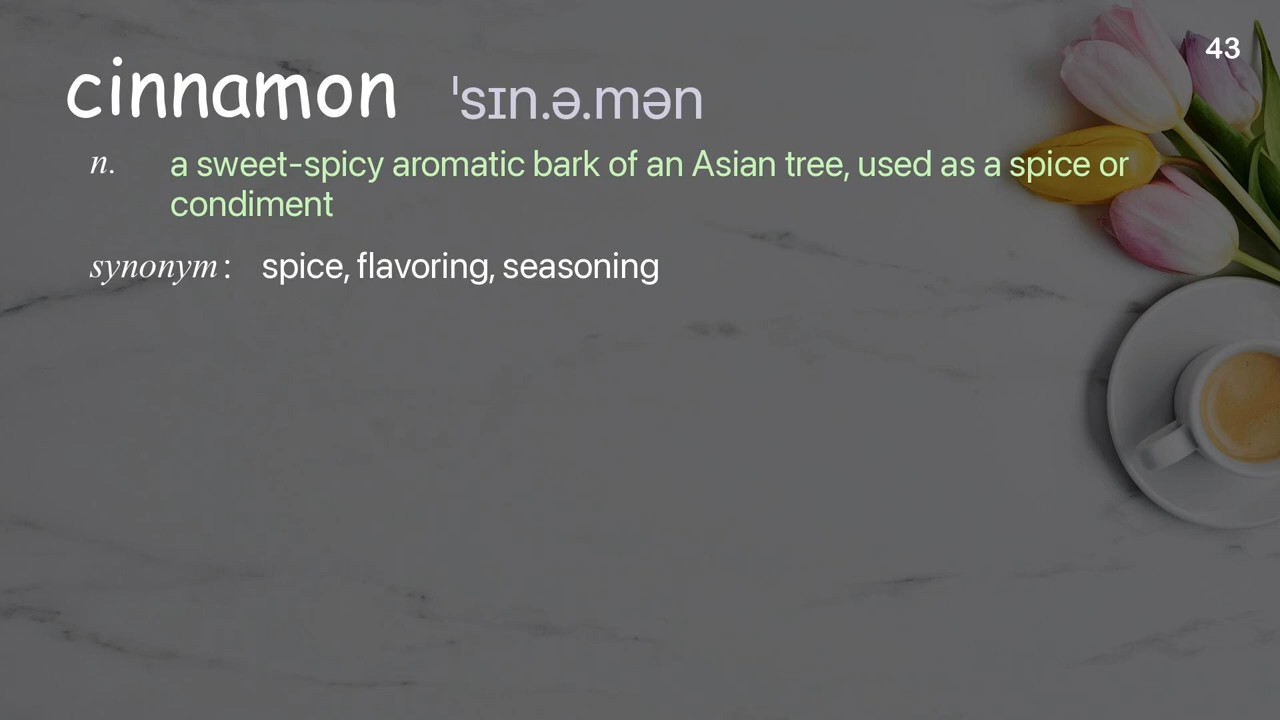 43
cinnamon ˈsɪn.ə.mən
n. a sweet-spicy aromatic bark of an Asian tree, used as a spice or
condiment
synonym: spice, flavoring, seasoning